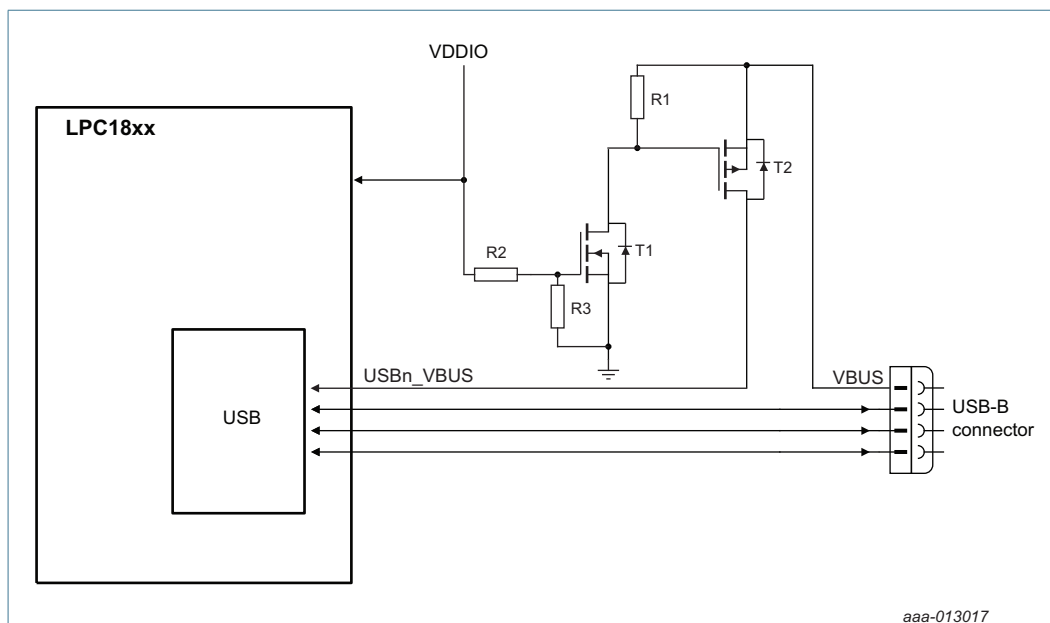 VDDIO
R1
LPC18xx
T2
R2
T1
R3
USBn_VBUS
VBUS
USB
USB-B
connector
aaa-013017